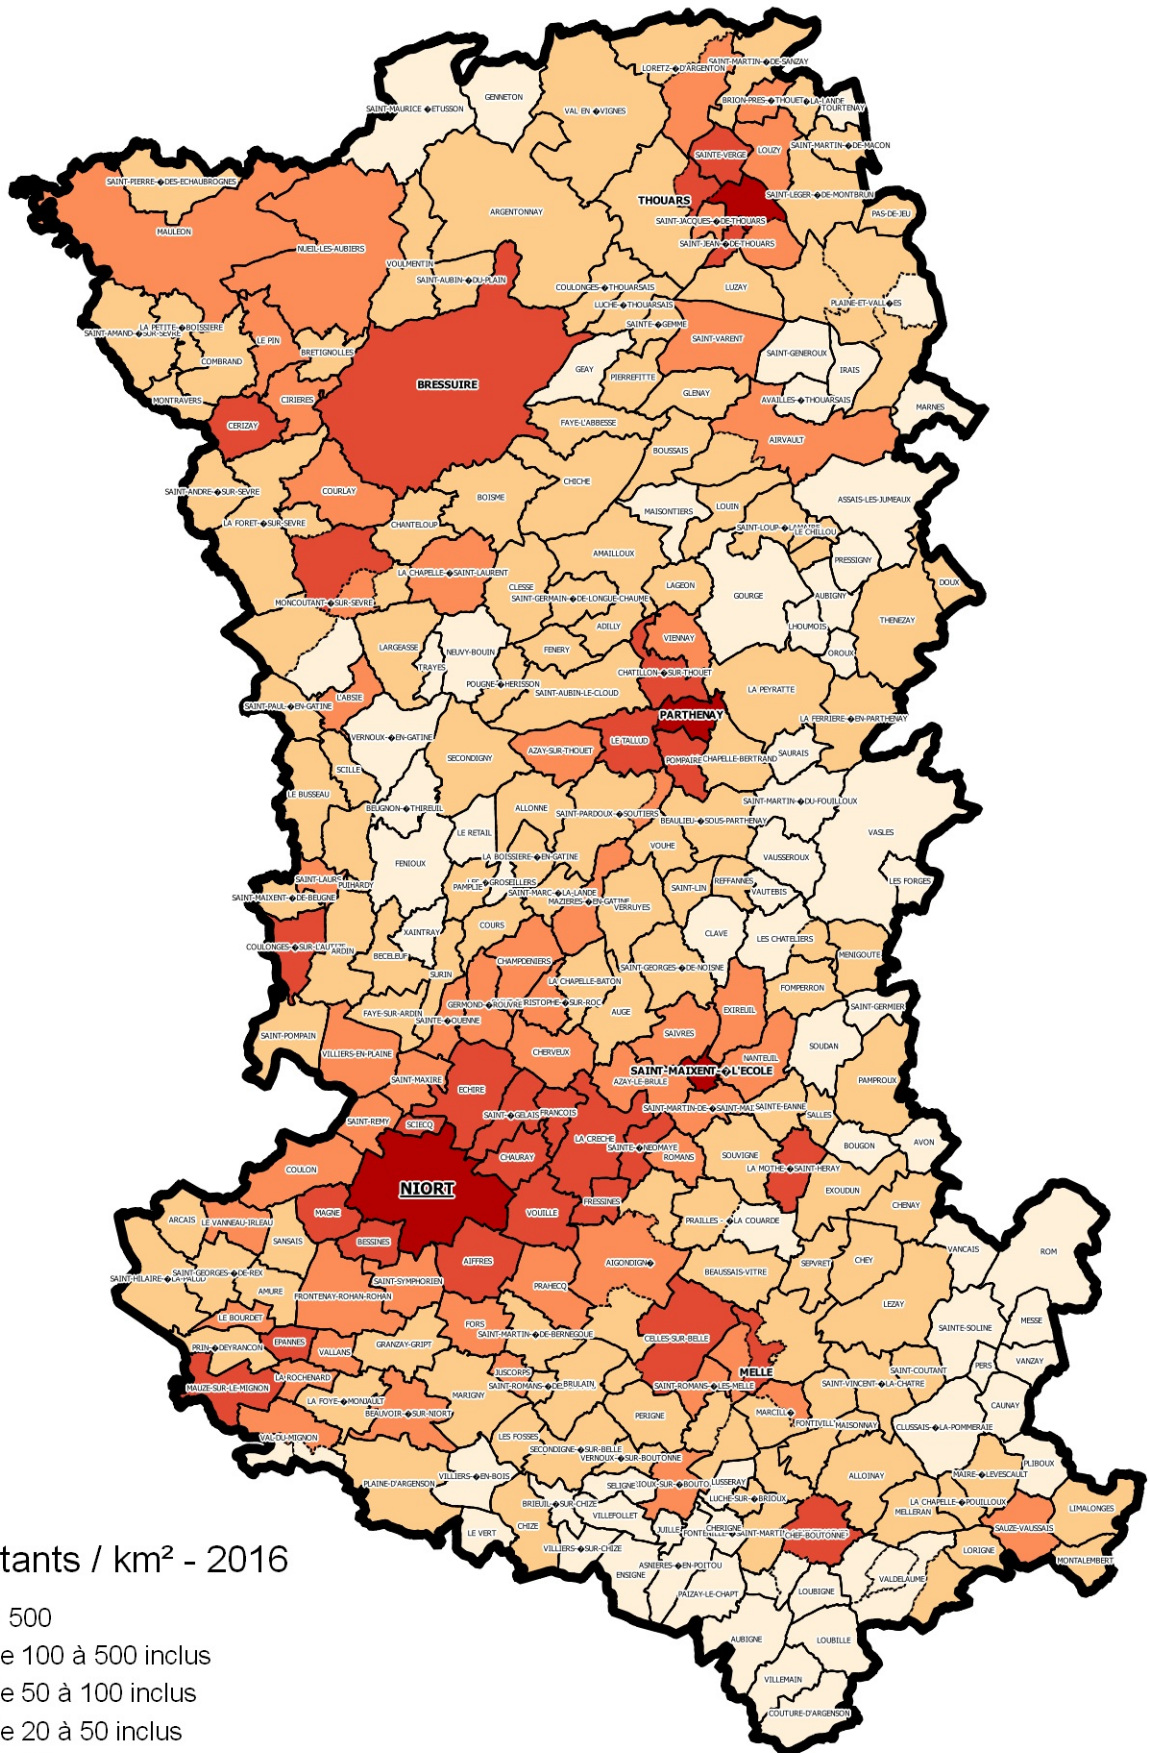 SAINT-MAURICE �ETUSSON
GENNETON
VAL EN �VIGNES
LORETZ-�D'ARGENTON
SAINT-MARTIN-�DE-SANZAY
BRION-PRES-�THOUET
�LA-LANDE
TOURTENAY
SAINTE-VERGE
LOUZY
SAINT-MARTIN-�DE-MACON
SAINT-PIERRE-�DES-ECHAUBROGNES
MAULEON
NUEIL-LES-AUBIERS
ARGENTONNAY
THOUARS
SAINT-LEGER-�DE-MONTBRUN
SAINT-JACQUES-�DE-THOUARS
PAS-DE-JEU
SAINT-JEAN-�DE-THOUARS
VOULMENTIN
SAINT-AUBIN-�DU-PLAIN
COULONGES-�THOUARSAIS
LUZAY
LUCHE-�THOUARSAIS
PLAINE-ET-VALL�ES
SAINTE-�GEMME
LA PETITE-�BOISSIERE
SAINT-AMAND-�SUR-SEVRE
LE PIN
BRETIGNOLLES
COMBRAND
SAINT-VARENT
SAINT-GENEROUX
IRAIS
GEAY
PIERREFITTE
BRESSUIRE
GLENAY
MONTRAVERS
CIRIERES
AVAILLES-�THOUARSAIS
MARNES
CERIZAY
FAYE-L'ABBESSE
AIRVAULT
BOUSSAIS
SAINT-ANDRE-�SUR-SEVRE
COURLAY
BOISME
CHICHE
MAISONTIERS
LOUIN
ASSAIS-LES-JUMEAUX
LA FORET-�SUR-SEVRE
CHANTELOUP
LE CHILLOU
AMAILLOUX
PRESSIGNY
LA CHAPELLE-�SAINT-LAURENT
CLESSE
LAGEON
DOUX
MONCOUTANT-�SUR-SEVRE
SAINT-GERMAIN-�DE-LONGUE-CHAUME
GOURGE
AUBIGNY
THENEZAY
ADILLY
LHOUMOIS
LARGEASSE
NEUVY-BOUIN
FENERY
VIENNAY
OROUX
TRAYES
POUGNE-�HERISSON
CHATILLON-�SUR-THOUET
L'ABSIE
SAINT-AUBIN-LE-CLOUD
LA PEYRATTE
SAINT-PAUL-�EN-GATINE
PARTHENAY
LA FERRIERE-�EN-PARTHENAY
VERNOUX-�EN-GATINE
LE TALLUD
AZAY-SUR-THOUET
SECONDIGNY
POMPAIRE
CHAPELLE-BERTRAND
SAURAIS
SCILLE
LE BUSSEAU
BEUGNON-�THIREUIL
ALLONNE
SAINT-PARDOUX-�SOUTIERS
BEAULIEU-�SOUS-PARTHENAY
SAINT-MARTIN-�DU-FOUILLOUX
LE RETAIL
VASLES
VOUHE
LA BOISSIERE-�EN-GATINE
VAUSSEROUX
FENIOUX
SAINT-LAURS
PUIHARDY
PAMPLIE
�GROSEILLERS
SAINT-MARC-�LA-LANDE
SAINT-LIN
REFFANNES
LES FORGES
SAINT-MAIXENT-�DE-BEUGNE
MAZIERES-�EN-GATINE
VERRUYES
VAUTEBIS
COURS
XAINTRAY
CLAVE
LES CHATELIERS
ARDIN
BECELEUF
MENIGOUTE
CHAMPDENIERS
SURIN
SAINT-GEORGES-�DE-NOISNE
LA CHAPELLE-BATON
FOMPERRON
GERMOND-�ROUVRE
FAYE-SUR-ARDIN
SAINTE-�OUENNE
AUGE
EXIREUIL
SAINT-GERMIER
SAINT-POMPAIN
SAIVRES
SOUDAN
VILLIERS-EN-PLAINE
CHERVEUX
NANTEUIL
SAINT-MAIXENT-�L'ECOLE
SAINT-MAXIRE
ECHIRE
AZAY-LE-BRULE
PAMPROUX
SAINT-�GELAIS
FRANCOIS
SAINTE-EANNE
SALLES
SAINT-REMY
SCIECQ
LA CRECHE
SAINTE-�NEOMAYE
BOUGON
AVON
CHAURAY
ROMANS
SOUVIGNE
LA MOTHE-�SAINT-HERAY
COULON
NIORT
EXOUDUN
FRESSINES
CHENAY
MAGNE
VOUILLE
ARCAIS
LE VANNEAU-IRLEAU
PRAILLES - �LA COUARDE
BESSINES
SANSAIS
VANCAIS
ROM
AIFFRES
AIGONDIGN�
CHEY
SEPVRET
SAINT-GEORGES-�DE-REX
SAINT-HILAIRE-�LA-PALUD
SAINT-SYMPHORIEN
BEAUSSAIS-VITRE
PRAHECQ
AMURE
FRONTENAY-ROHAN-ROHAN
LEZAY
LE BOURDET
FORS
MESSE
SAINTE-SOLINE
PRIN-�DEYRANCON
EPANNES
SAINT-MARTIN-�DE-BERNEGOUE
CELLES-SUR-BELLE
VALLANS
GRANZAY-GRIPT
VANZAY
PERS
JUSCORPS
MELLE
SAINT-COUTANT
MAUZE-SUR-LE-MIGNON
LA-ROCHENARD
BRULAIN
SAINT-ROMANS-�LES-MELLE
SAINT-VINCENT-�LA-CHATRE
MARIGNY
LA FOYE-�MONJAULT
CAUNAY
BEAUVOIR-�SUR-NIORT
PERIGNE
MARCILL�
MAISONNAY
CLUSSAIS-�LA-POMMERAIE
VAL-DU-MIGNON
LES FOSSES
SECONDIGNE-�SUR-BELLE
VERNOUX-�SUR-BOUTONNE
PLIBOUX
PLAINE-D'ARGENSON
VILLIERS-�EN-BOIS
ALLOINAY
MAIRE-�LEVESCAULT
SELIGNE
LUSSERAY
LUCHE-SUR-�BRIOUX
BRIEUIL-�SUR-CHIZE
LA CHAPELLE-�POUILLOUX
LIMALONGES
MELLERAN
VILLEFOLLET
CHIZE
JUILLE
CHERIGNE
SAUZE-VAUSSAIS
LE VERT
CHEF-BOUTONNE
VILLIERS-�SUR-CHIZE
LORIGNE
MONTALEMBERT
ASNIERES-�EN-POITOU
ENSIGNE
VALDELAUME
PAIZAY-LE-CHAPT
LOUBIGNE
AUBIGNE
LOUBILLE
VILLEMAIN
COUTURE-D'ARGENSON
tants / km² - 2016
500
e 100 à 500 inclus
e 50 à 100 inclus
e 20 à 50 inclus